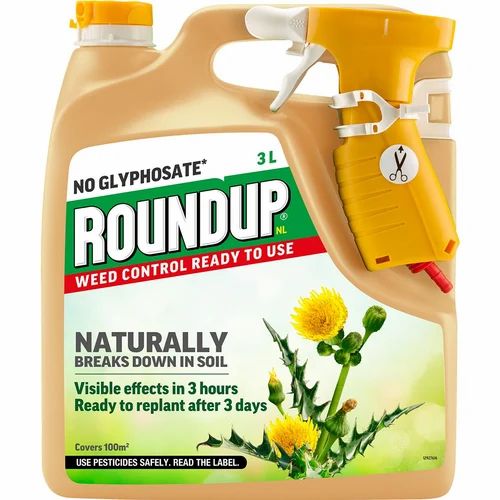 NO GLYPHOSATE*
3 L
ROUNDUP®
NL
WEED CONTROL READY TO USE
NATURALLY
BREAKS DOWN IN SOIL
Visible effects in 3 hours
Ready to replant after 3 days
Covers 100m²
USE PESTICIDES SAFELY. READ THE LABEL.